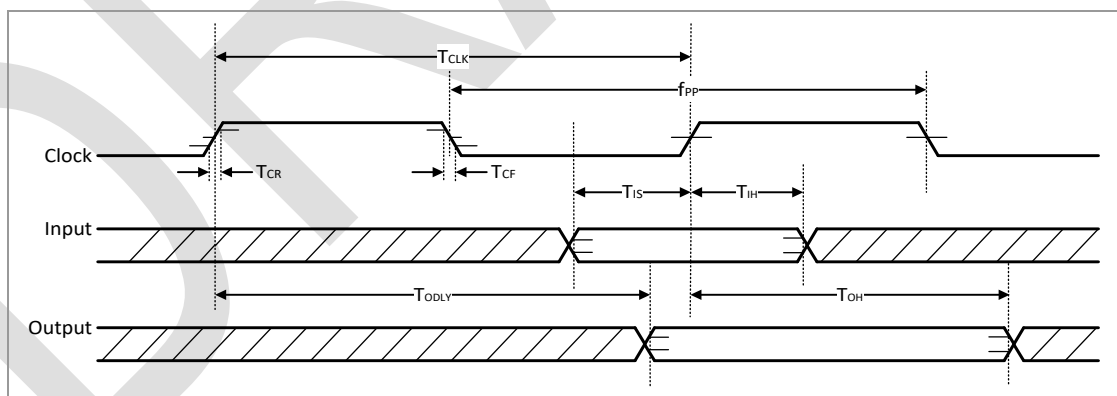 TCLK
fPP
Clock
TCR
TCF
TIS
TIH
Input
TODLY
TOH
Output